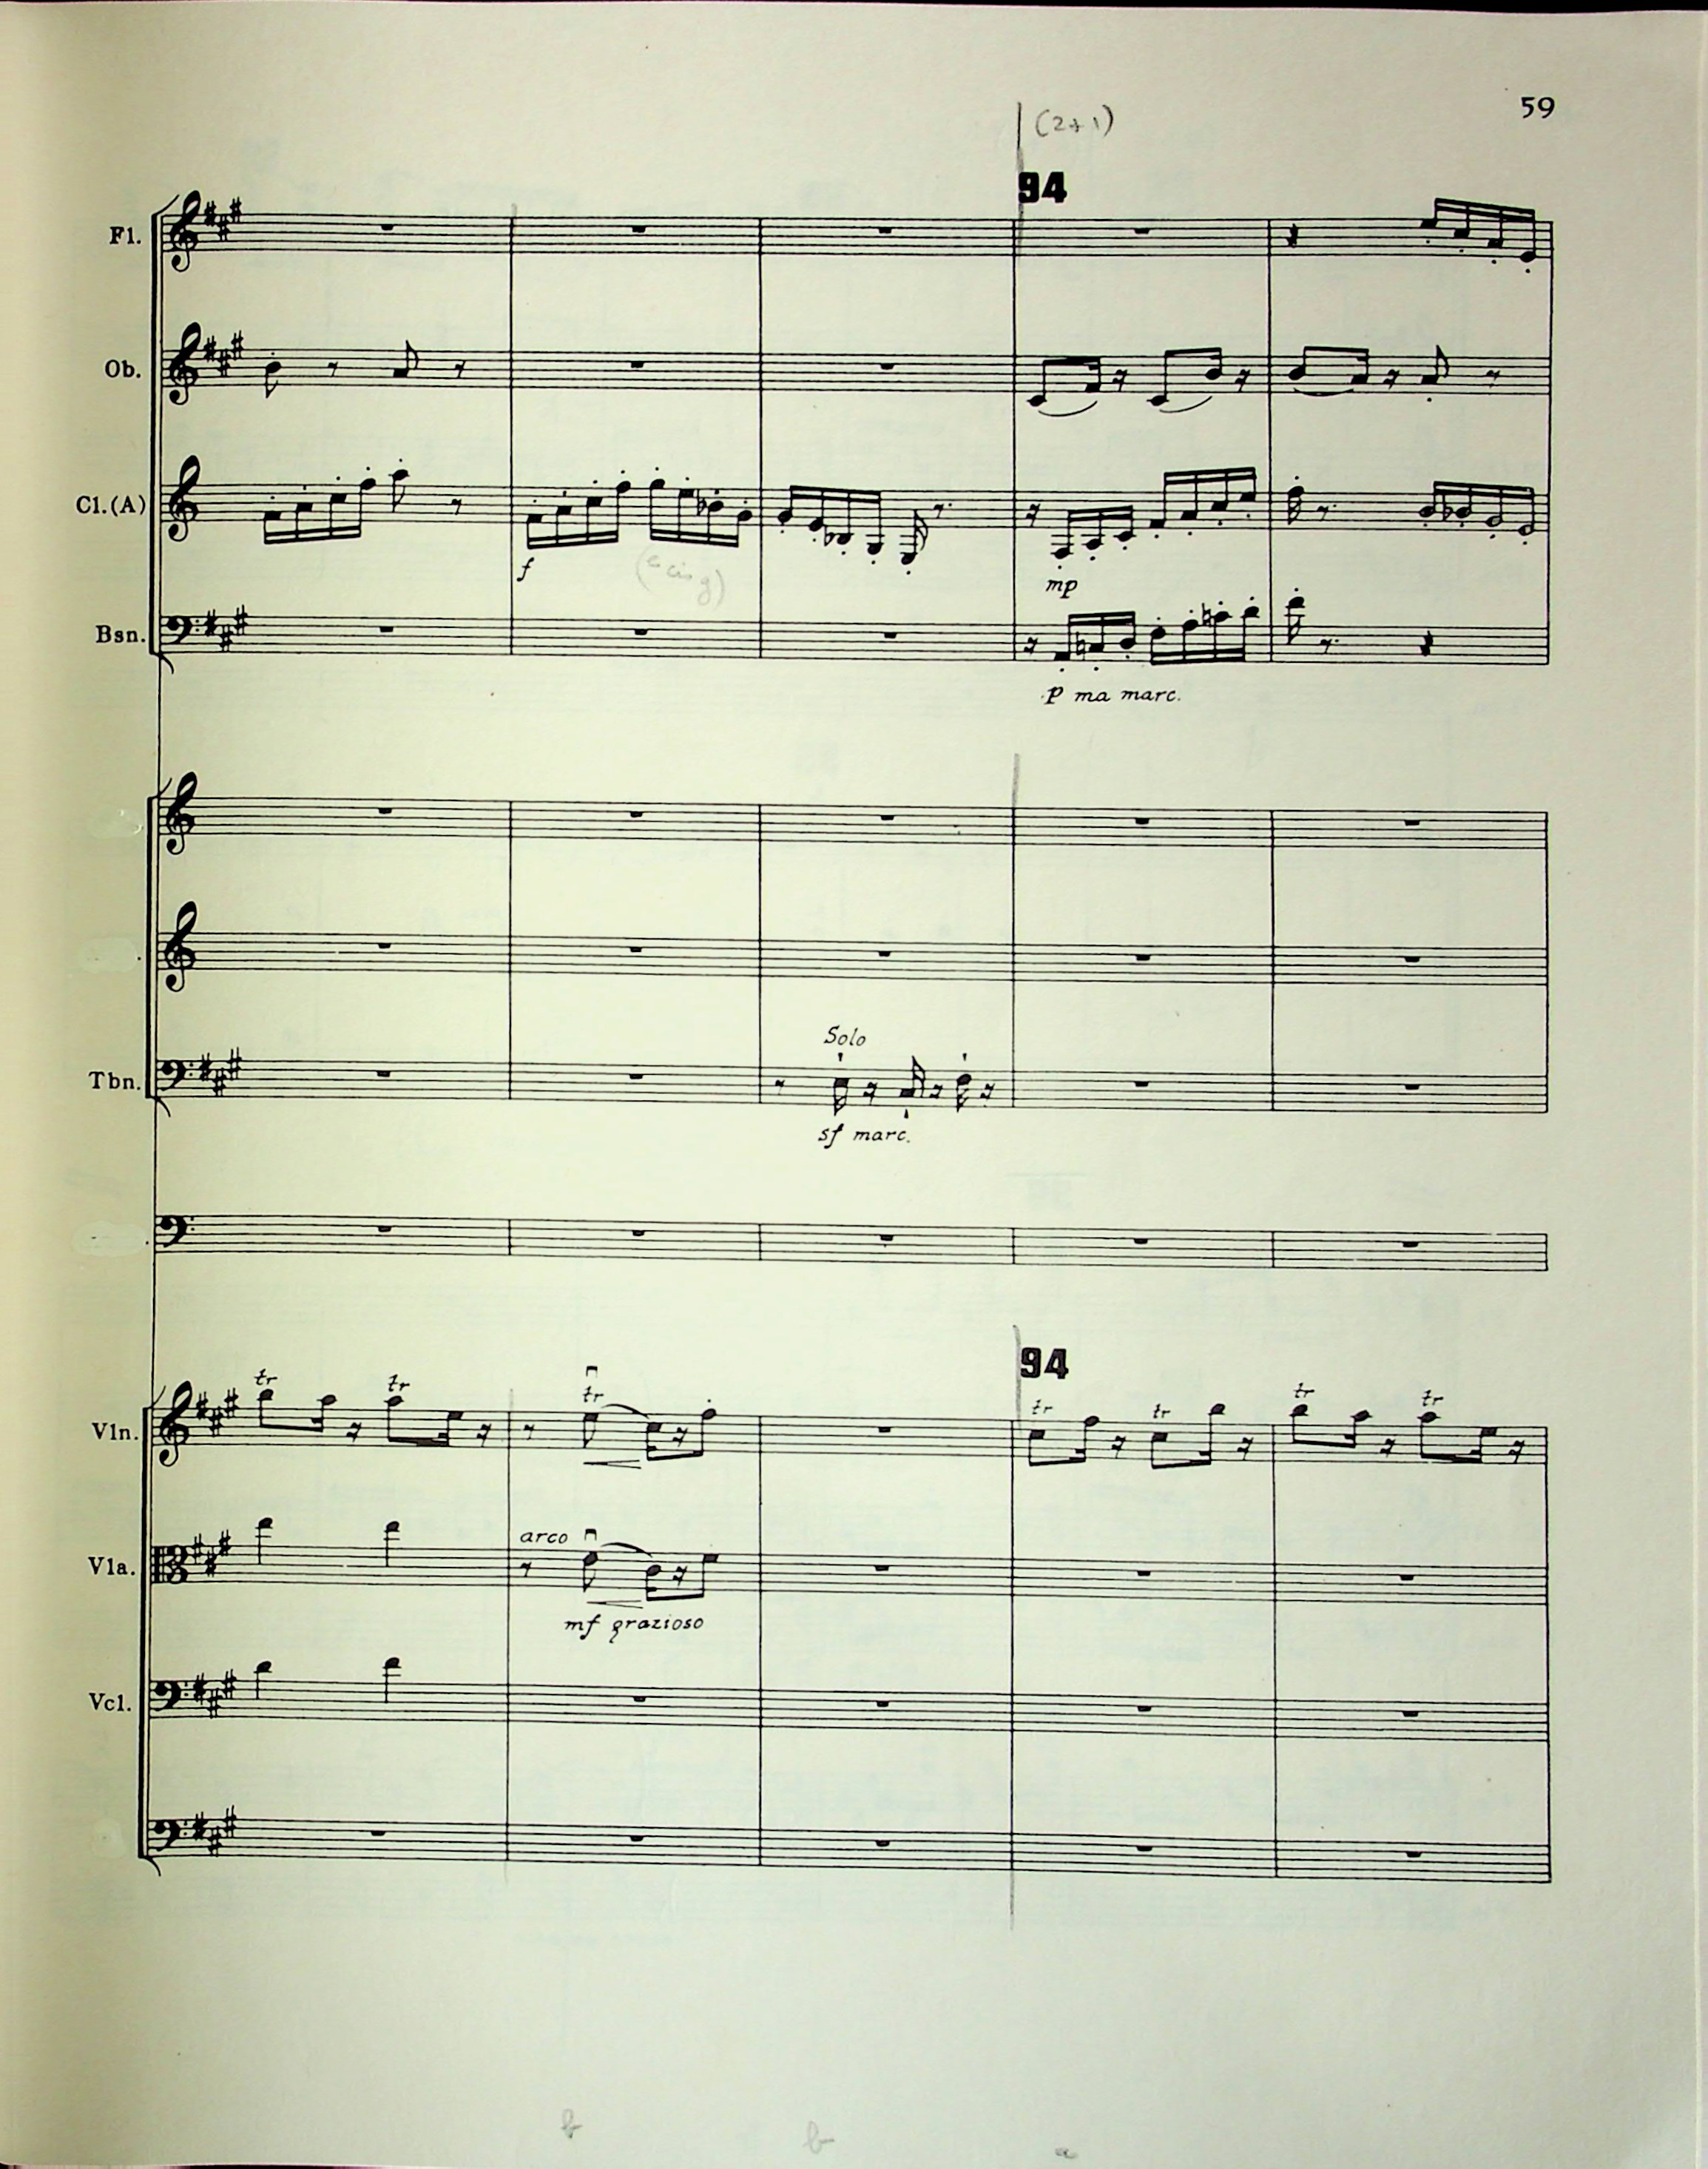 59
(2+1)
94
Fl.
Ob.
Cl.(A)
f
mp
Bsn.
p ma marc.
Solo
Tbn.
sf marc.
94
tr tr tr tr tr tr tr
Vln.
arco
Vla.
mf grazioso
Vcl.
b b a